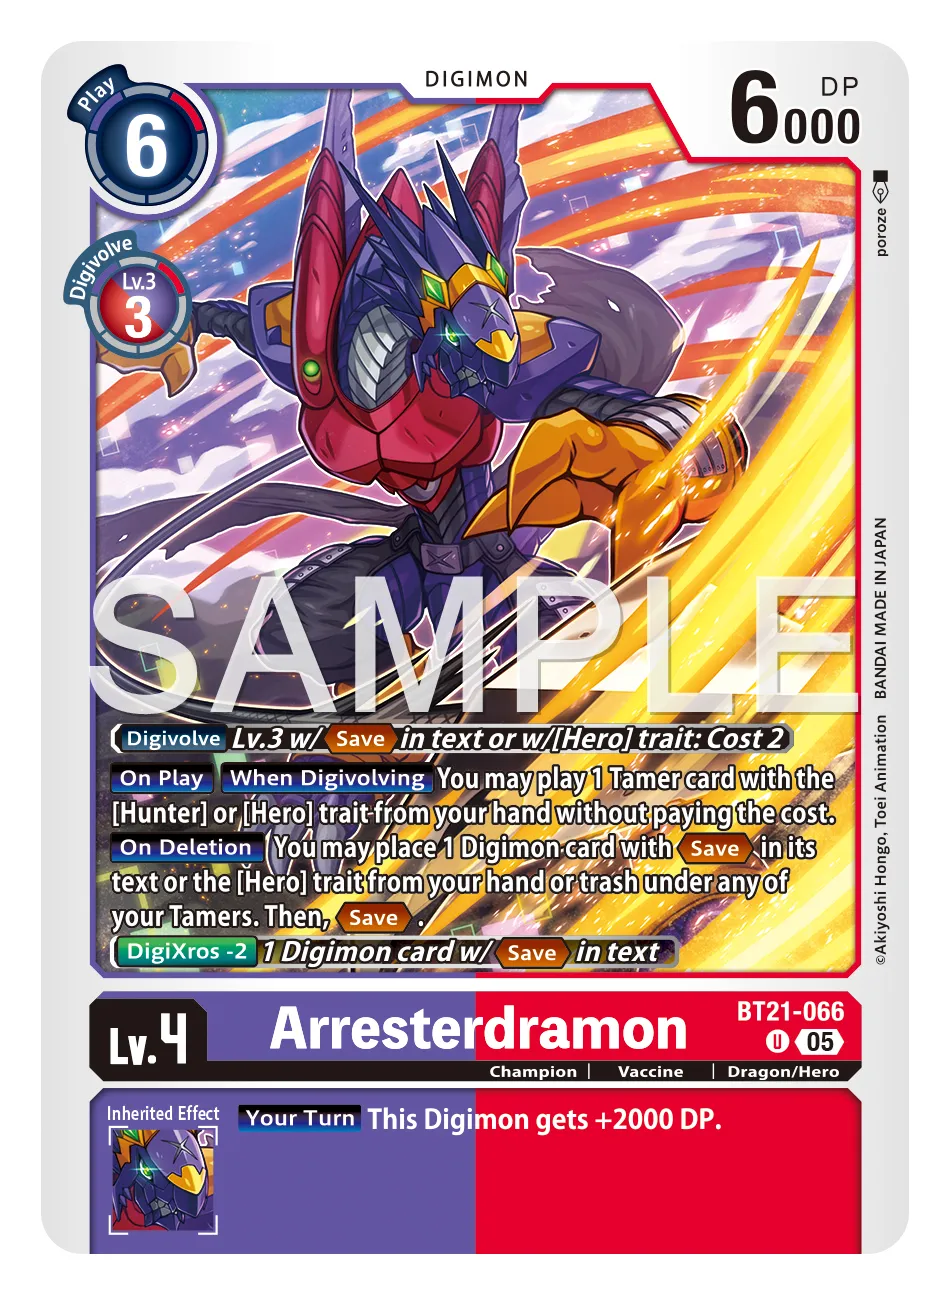 DIGIMON
Play
6
6000
DP
Digivolve
Lv.3
3
poroze
SAMPLE
Digivolve Lv.3 w/ Save in text or w/[Hero] trait: Cost 2
On Play When Digivolving You may play 1 Tamer card with the
[Hunter] or [Hero] trait from your hand without paying the cost.
On Deletion You may place 1 Digimon card with Save in its
text or the [Hero] trait from your hand or trash under any of
your Tamers. Then, Save .
DigiXros -2 1 Digimon card w/ Save in text
©Akiyoshi Hongo, Toei Animation BANDAI MADE IN JAPAN
Lv.4
Arresterdramon
BT21-066
U 05
Champion | Vaccine | Dragon/Hero
Inherited Effect
Your Turn This Digimon gets +2000 DP.